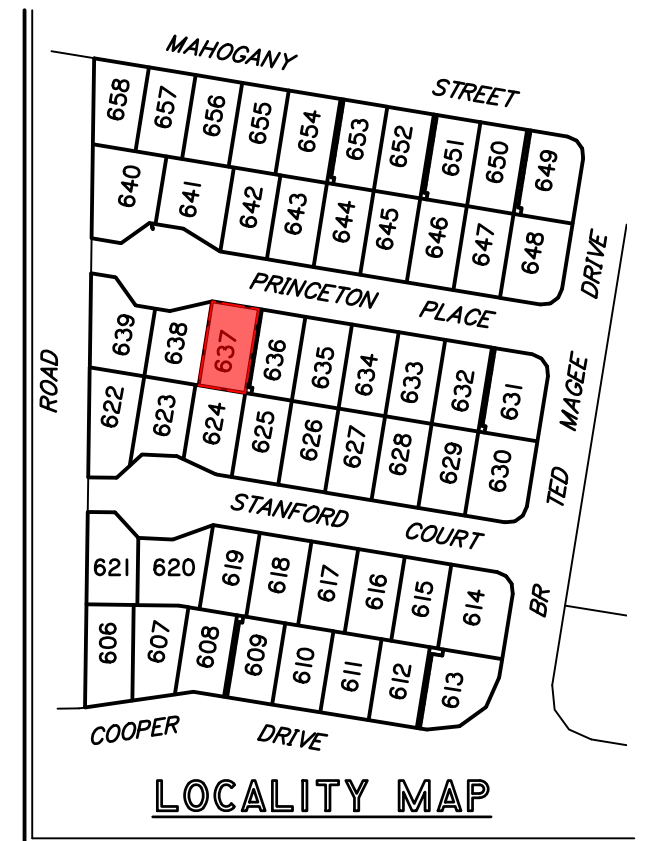 MAHOGANY STREET
658 657 656 655 654 653 652 651 650 649
640 641 642 643 644 645 646 647 648
DRIVE
PRINCETON PLACE
639 638 637 636 635 634 633 632 631
ROAD
MAGEE
622 623 624 625 626 627 628 629 630
TED
STANFORD COURT
621 620 619 618 617 616 615 614
BR
606 607 608 609 610 611 612 613
COOPER DRIVE
LOCALITY MAP